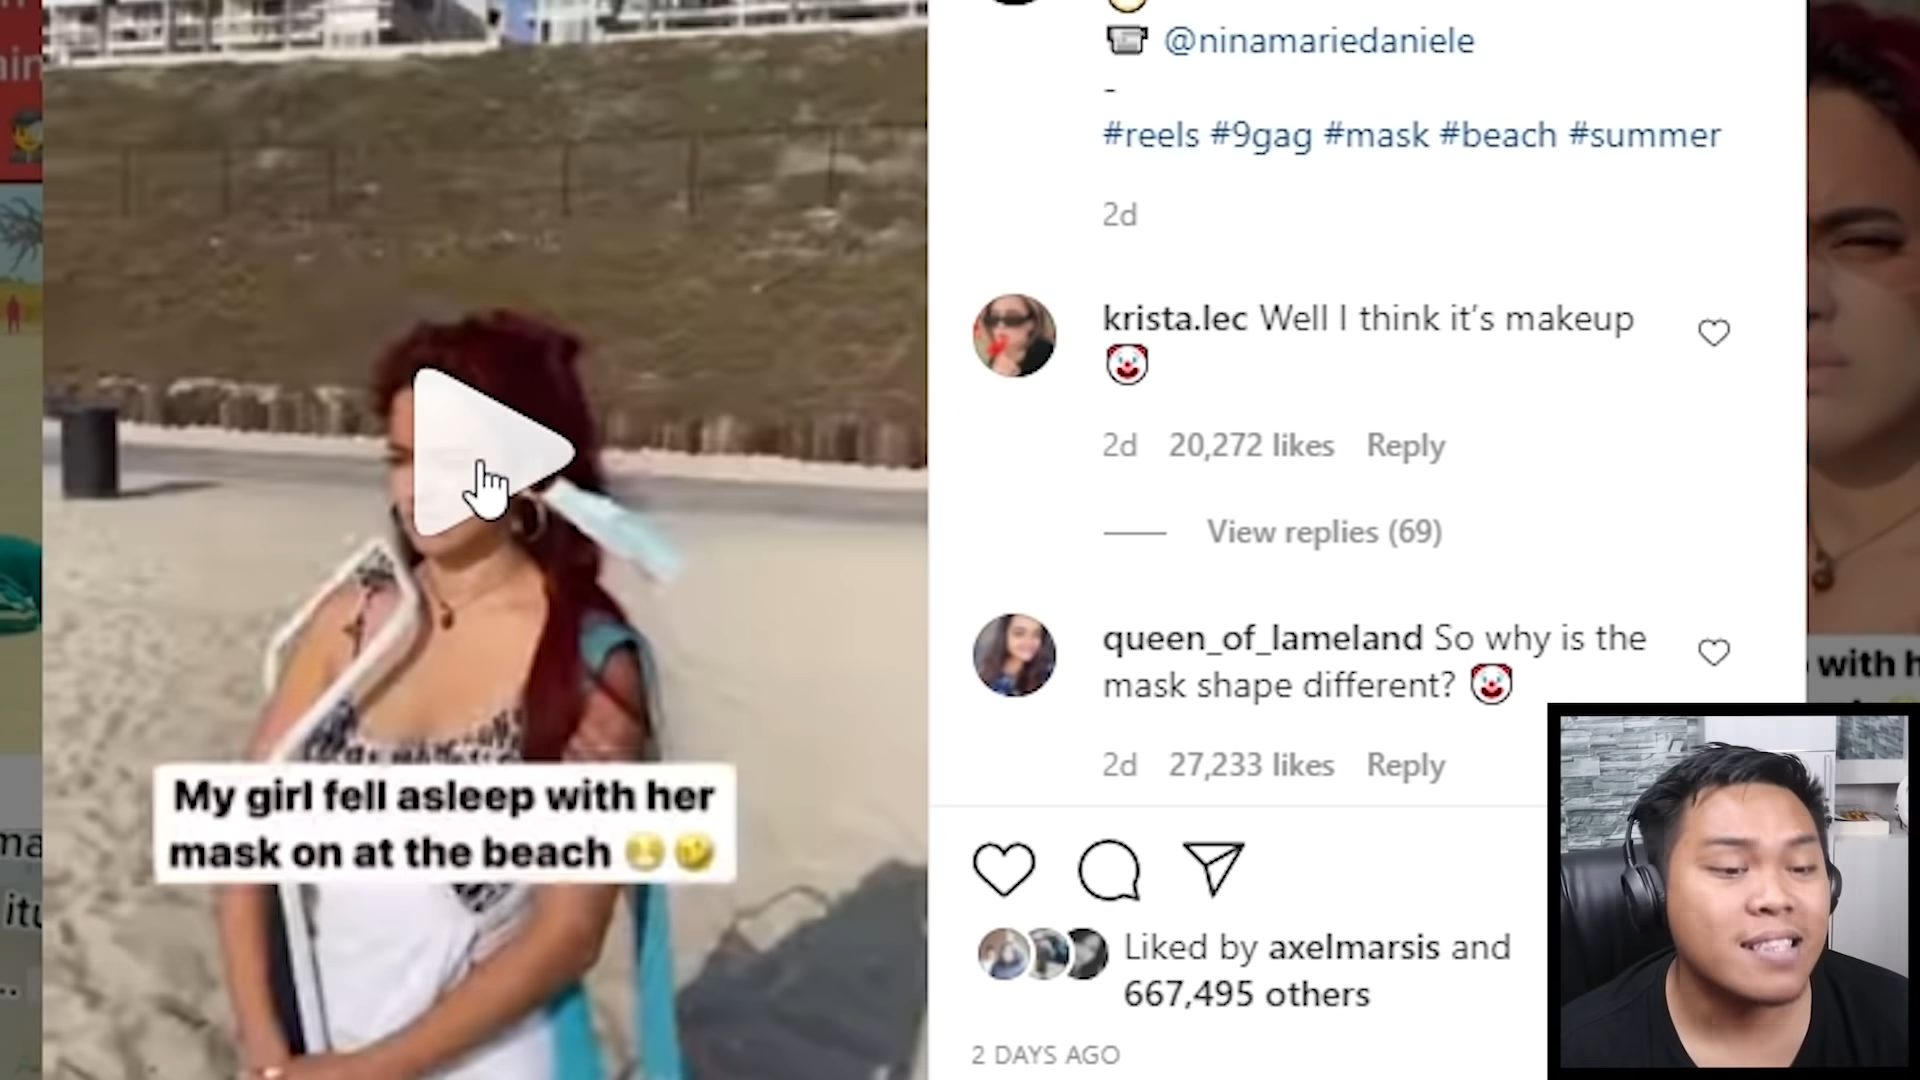 @ninamariedaniele
-
#reels #9gag #mask #beach #summer
2d
krista.lec Well I think it's makeup
2d 20,272 likes Reply
View replies (69)
queen_of_lameland So why is the
mask shape different?
2d 27,233 likes Reply
My girl fell asleep with her
mask on at the beach
Liked by axelmarsis and
667,495 others
2 DAYS AGO
with h